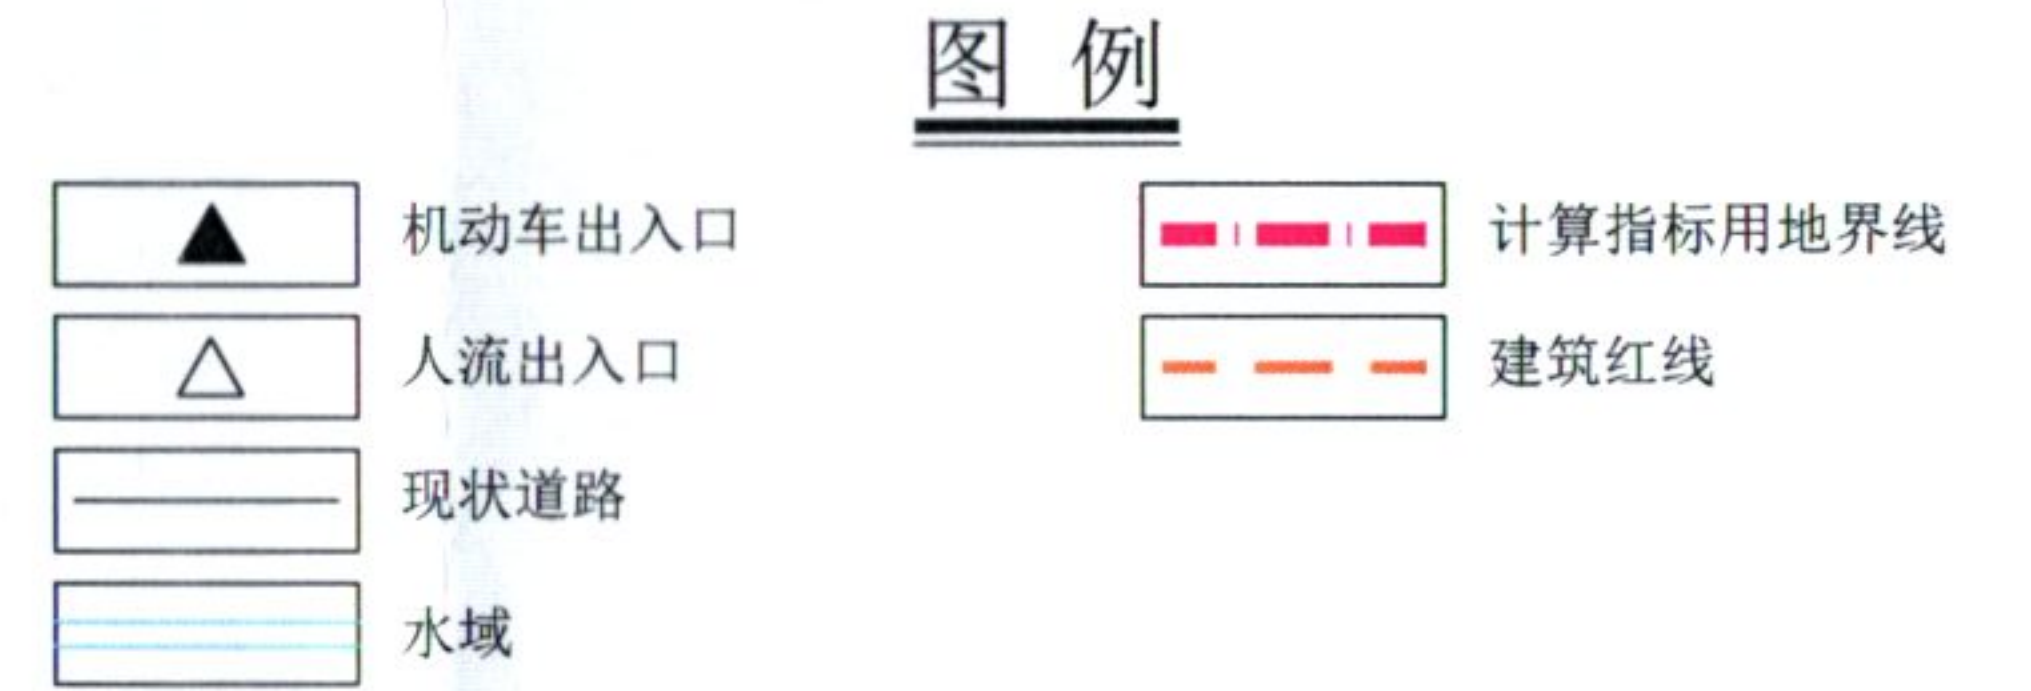 图 例
机动车出入口
计算指标用地界线
人流出入口
建筑红线
现状道路
水域